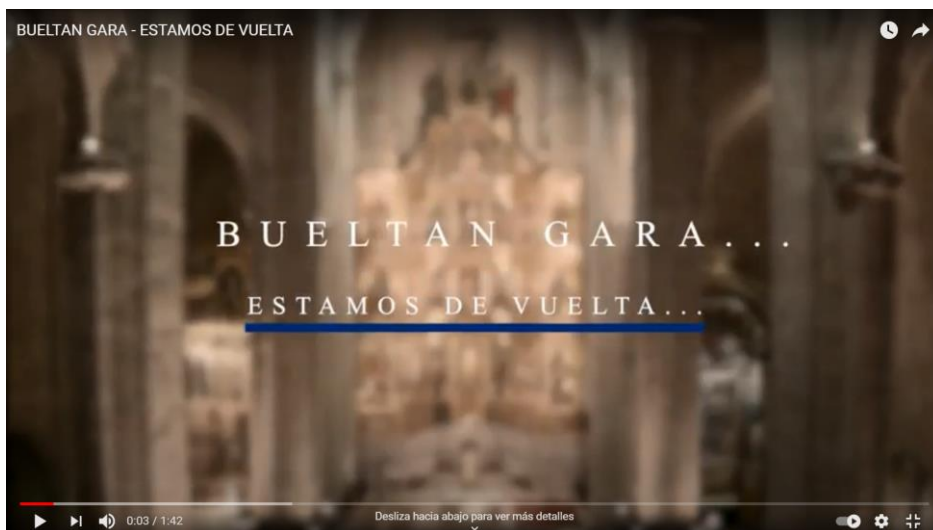 BUELTAN GARA - ESTAMOS DE VUELTA
BUELTAN GARA...
ESTAMOS DE VUELTA...
0:03 / 1:42
Desliza hacia abajo para ver más detalles